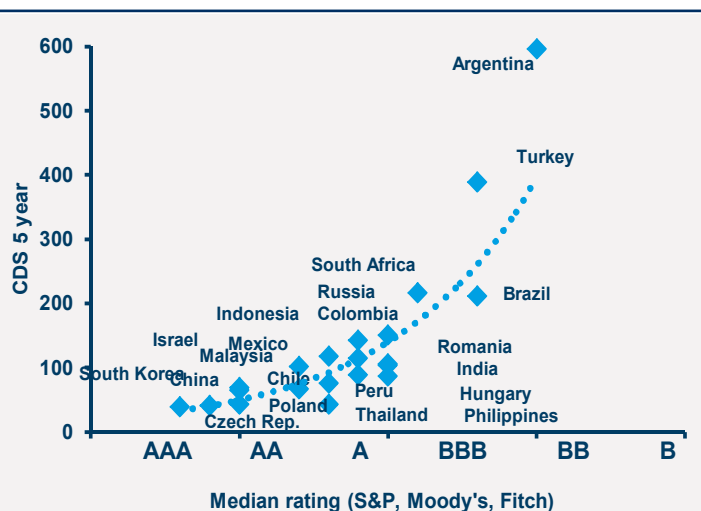 600
Argentina
500
Turkey
400
CDS 5 year
300
South Africa
Russia
Brazil
Indonesia
Colombia
200
Israel
Mexico
Malaysia
Romania
South Korea
China
Chile
India
100
Peru
Hungary
Poland
Thailand
Philippines
Czech Rep.
0
AAA AA A BBB BB B
Median rating (S&P, Moody's, Fitch)